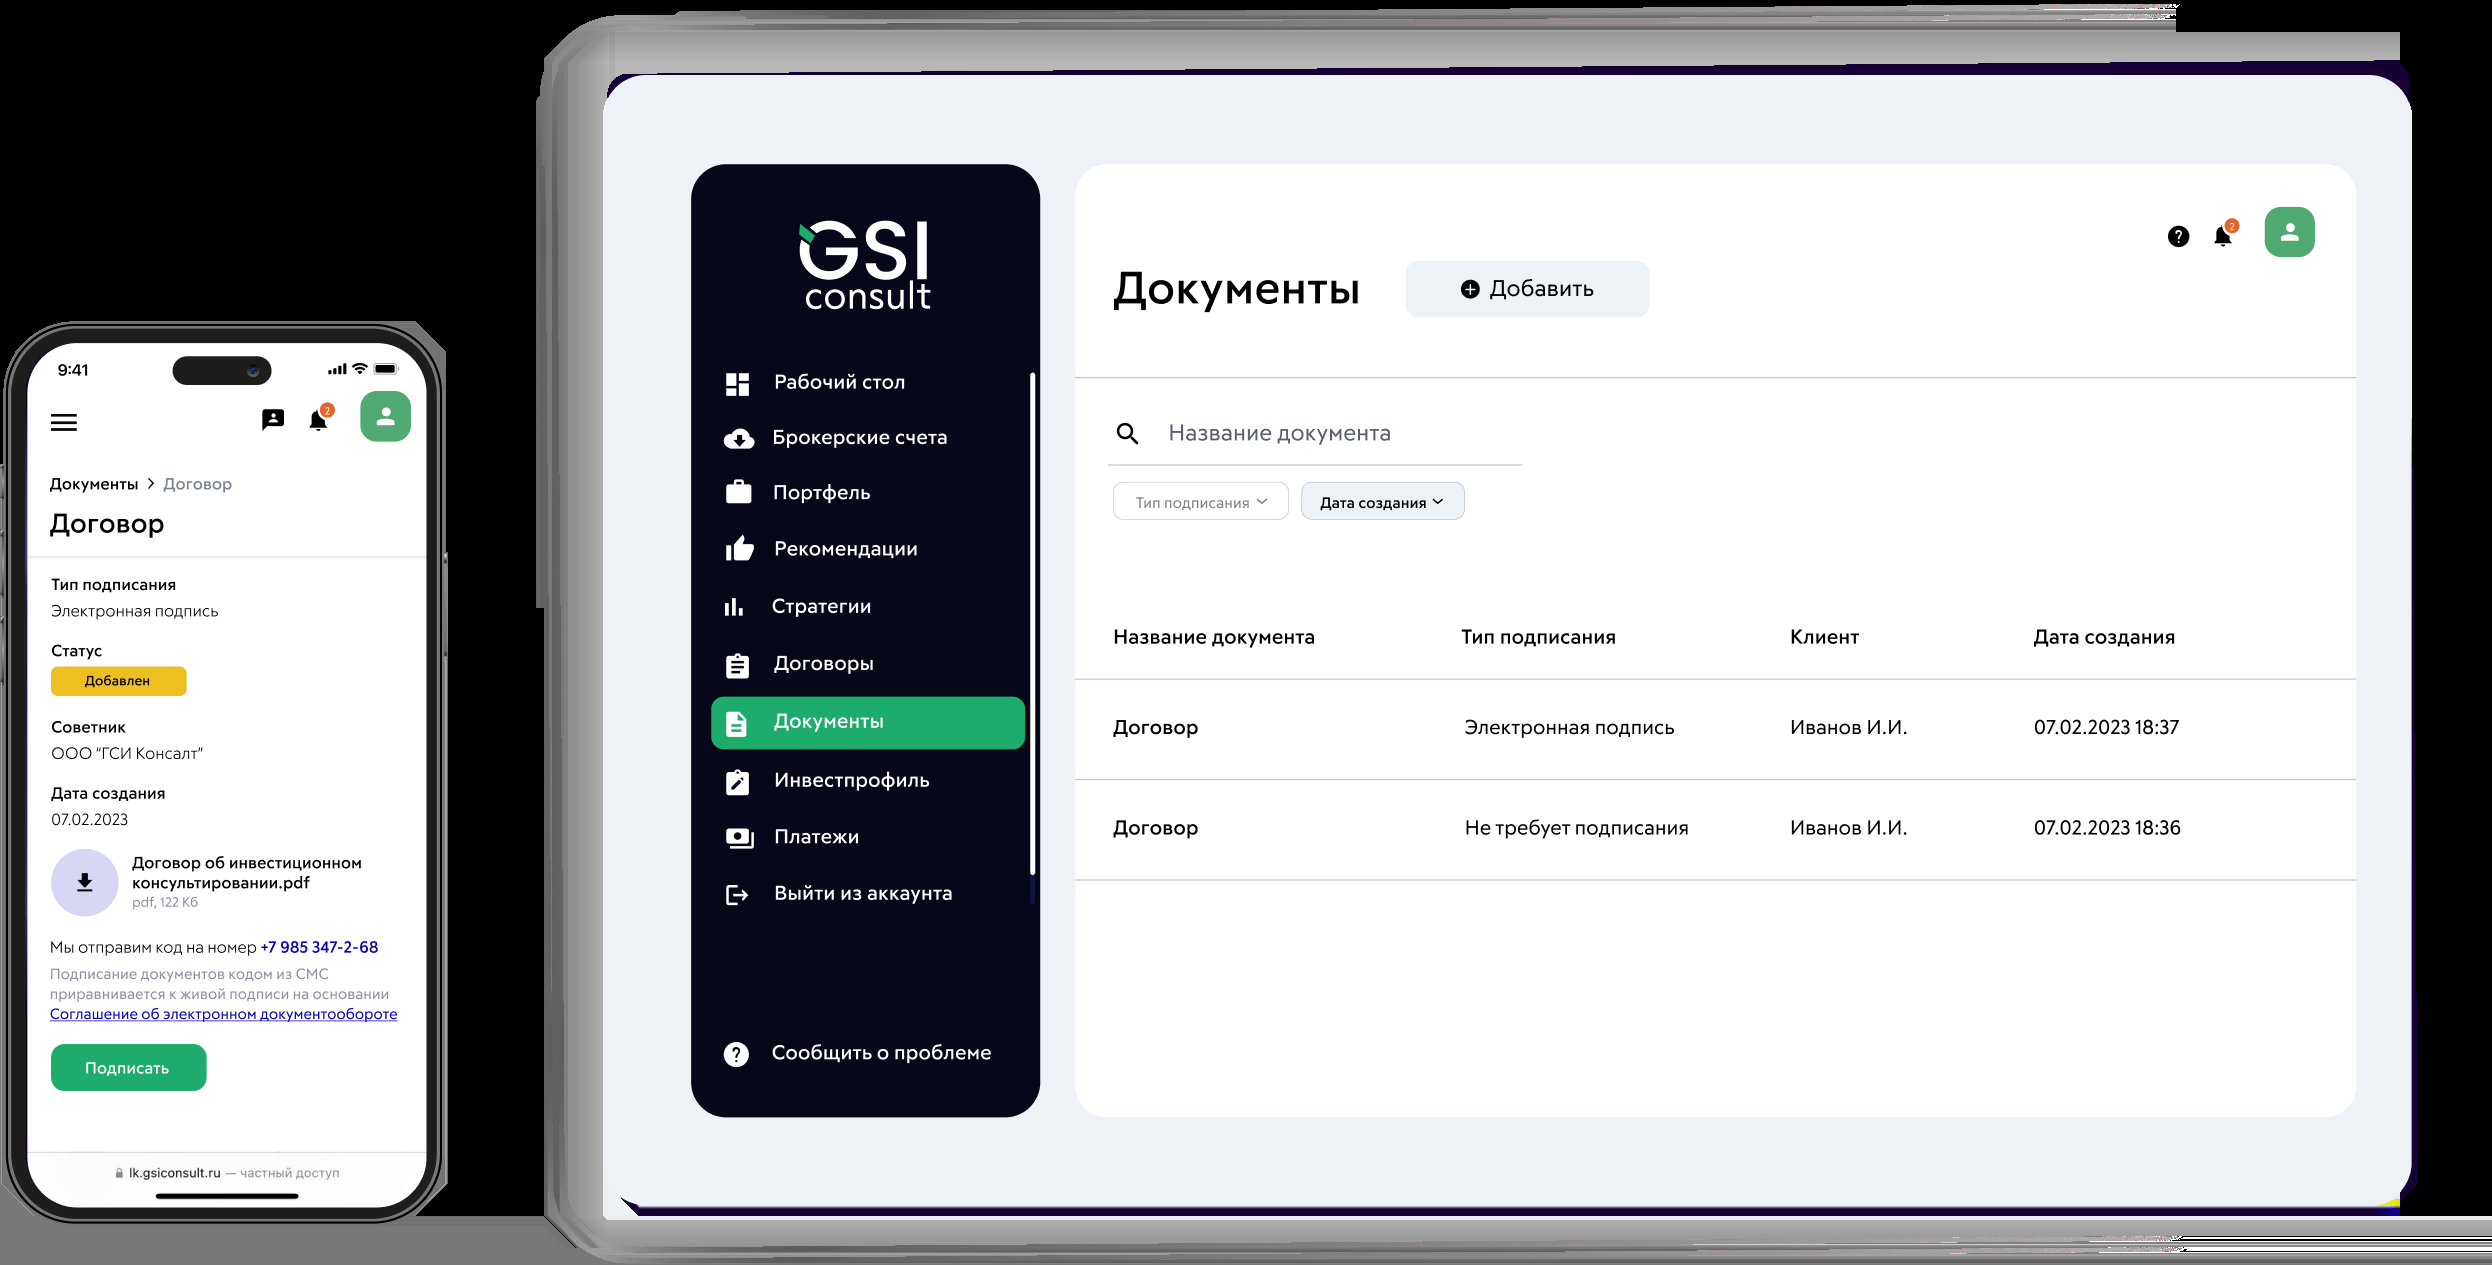 9:41
2
Документы > Договор
Договор
Тип подписания
Электронная подпись
Статус
Добавлен
Советник
ООО "ГСИ Консалт"
Дата создания
07.02.2023
Договор об инвестиционном
консультировании.pdf
pdf, 122 Кб
Мы отправим код на номер +7 985 347-2-68
Подписание документов кодом из СМС
приравнивается к живой подписи на основании
Соглашение об электронном документообороте
Подписать
lk.gsiconsult.ru — частный доступ
GSI
consult
Рабочий стол
Брокерские счета
Портфель
Рекомендации
Стратегии
Договоры
Документы
Инвестпрофиль
Платежи
Выйти из аккаунта
Сообщить о проблеме
2
Документы
Добавить
Название документа
Тип подписания
Дата создания
Название документа Тип подписания Клиент Дата создания
Договор Электронная подпись Иванов И.И. 07.02.2023 18:37
Договор Не требует подписания Иванов И.И. 07.02.2023 18:36